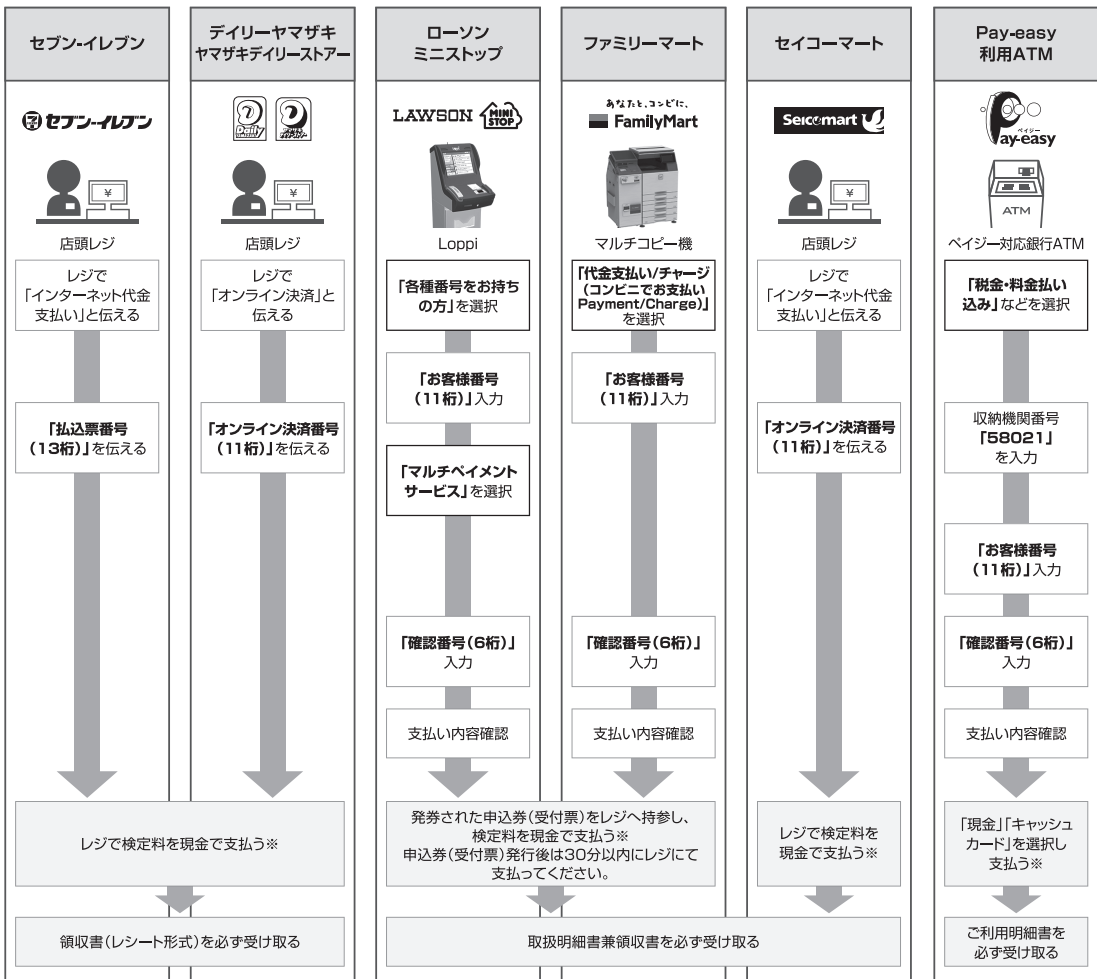 セブン-イレブン
セブン-イレブン
¥
店頭レジ
レジで
「インターネット代金
支払い」と伝える
「払込票番号
(13桁)」を伝える
デイリーヤマザキ
ヤマザキデイリーストアー
Daily
¥
店頭レジ
レジで
「オンライン決済」と
伝える
「オンライン決済番号
(11桁)」を伝える
レジで検定料を現金で支払う※
領収書(レシート形式)を必ず受け取る
ローソン
ミニストップ
LAWSON
MINI
STOP
Loppi
「各種番号をお持ち
の方」を選択
「お客様番号
(11桁)」入力
「マルチペイメント
サービス」を選択
「確認番号(6桁)」
入力
支払い内容確認
ファミリーマート
あなたと、コンビに、
FamilyMart
マルチコピー機
「代金支払い/チャージ
(コンビニでお支払い
Payment/Charge)」
を選択
「お客様番号
(11桁)」入力
「確認番号(6桁)」
入力
支払い内容確認
発券された申込券(受付票)をレジへ持参し、
検定料を現金で支払う※
申込券(受付票)発行後は30分以内にレジにて
支払ってください。
セイコーマート
Seicomart
¥
店頭レジ
レジで
「インターネット代金
支払い」と伝える
「オンライン決済番号
(11桁)」を伝える
レジで検定料を
現金で支払う※
取扱明細書兼領収書を必ず受け取る
Pay-easy
利用ATM
ペイジー
Pay-easy
ATM
ペイジー対応銀行ATM
「税金・料金払い
込み」などを選択
収納機関番号
「58021」
を入力
「お客様番号
(11桁)」入力
「確認番号(6桁)」
入力
支払い内容確認
「現金」「キャッシュ
カード」を選択し
支払う※
ご利用明細書を
必ず受け取る